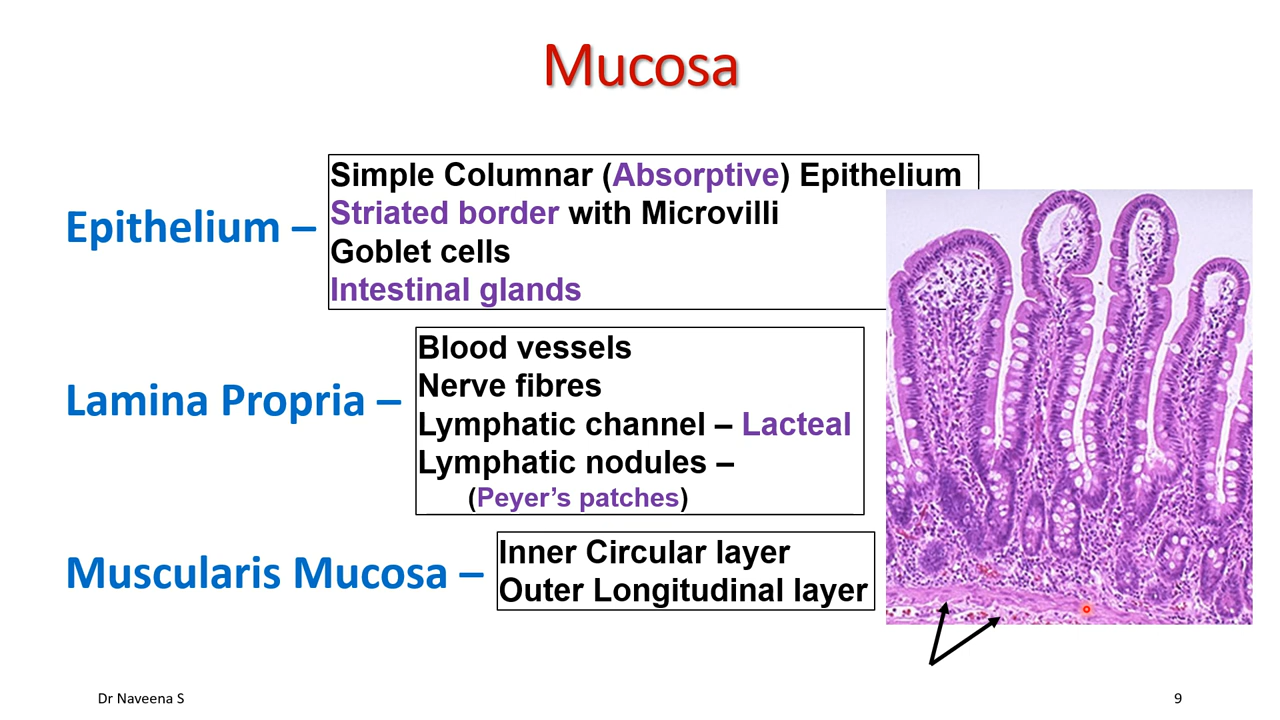 Mucosa
Epithelium –
Simple Columnar (Absorptive) Epithelium
Striated border with Microvilli
Goblet cells
Intestinal glands
Lamina Propria –
Blood vessels
Nerve fibres
Lymphatic channel – Lacteal
Lymphatic nodules –
(Peyer’s patches)
Muscularis Mucosa –
Inner Circular layer
Outer Longitudinal layer
Dr Naveena S
9